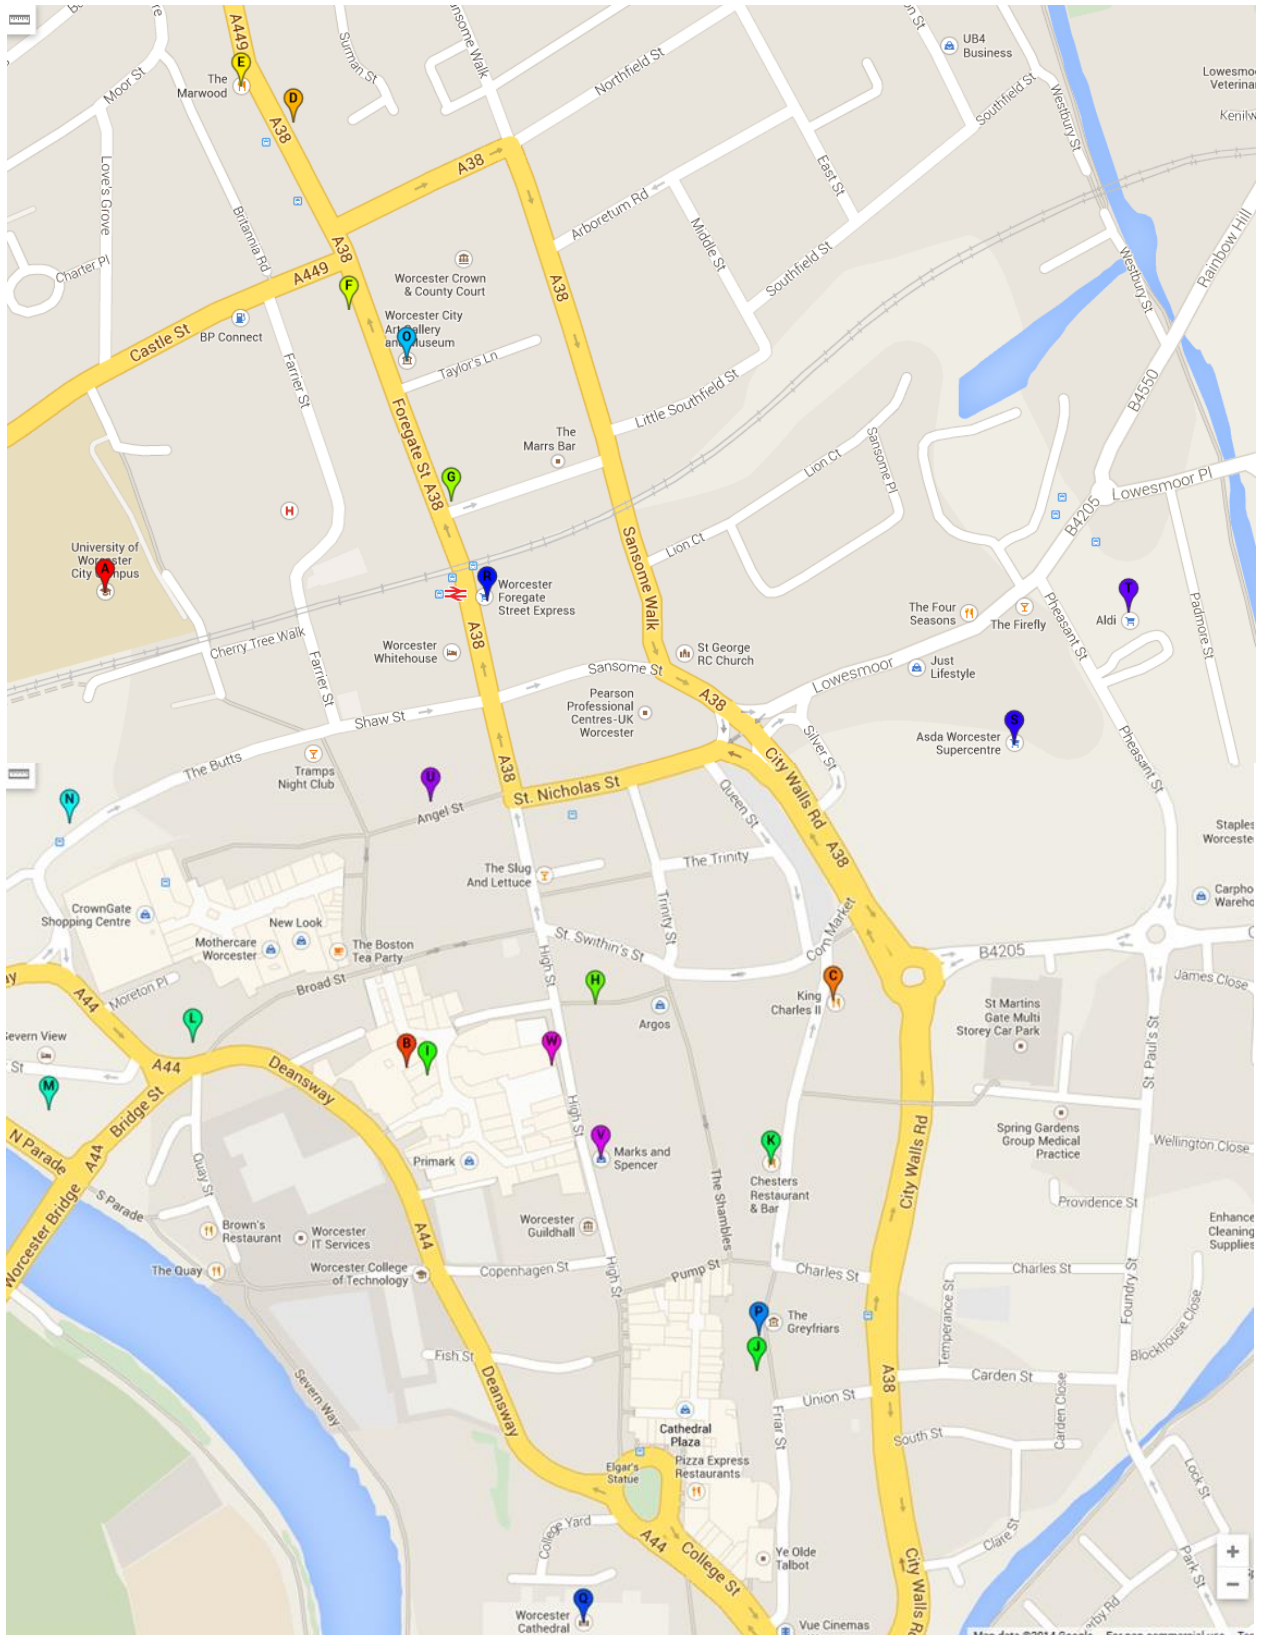 A449
Sansome Walk
Surman St
UB4
Business
The
Marwood
E
D
Moor St
Northfield St
Southfield St
Westbury St
A38
A38
Love's Grove
Britannia Rd
Arboretum Rd
East St
Middle St
Charter Pl
A38
A449
Worcester Crown
& County Court
Southfield St
Westbury St
Rainbow Hill
F
A38
BP Connect
Castle St
Worcester City
Art Gallery
and Museum
O
Taylor's Ln
Farrier St
Little Southfield St
B4550
Foregate St
A38
The
Marrs Bar
Lion Ct
Sansome Pl
G
H
Lowesmoor Pl
B4205
University of
Worcester
City Campus
A
Lion Ct
Sansome Walk
R
Worcester
Foregate
Street Express
The Four
Seasons
The Firefly
Pheasant St
T
Aldi
Padmore St
Cherry Tree Walk
Worcester
Whitehouse
A38
St George
RC Church
Sansome St
Just
Lifestyle
Lowesmoor
Farrier St
Shaw St
Pearson
Professional
Centres-UK
Worcester
A38
S
Asda Worcester
Supercentre
The Butts
Tramps
Night Club
A38
Silver St
Pheasant St
U
Angel St
St. Nicholas St
Queen St
City Walls Rd
A38
N
The Slug
And Lettuce
The Trinity
Trinity St
CrownGate
Shopping Centre
New Look
Mothercare
Worcester
The Boston
Tea Party
High St
St. Swithin's St
Corn Market
B4205
Moreton Pl
Broad St
H
C
King
Charles II
Argos
St Martins
Gate Multi
Storey Car Park
James Close
A44
L
Severn View
A44
Deansway
B
I
W
St. Paul's St
M
Bridge St
High St
Spring Gardens
Group Medical
Practice
N Parade
A44
Primark
V
Marks and
Spencer
K
Chesters
Restaurant
& Bar
City Walls Rd
Wellington Close
S Parade
Quay St
The Shambles
Providence St
Worcester Bridge
Brown's
Restaurant
Worcester
IT Services
A44
Worcester
Guildhall
Enhance
Cleaning
Supplies
The Quay
Worcester College
of Technology
Copenhagen St
High St
Pump St
Charles St
Charles St
Foundry St
P
The
Greyfriars
Temperance St
Blockhouse Close
J
Fish St
Severn Way
Deansway
A38
Carden St
Union St
Cathedral
Plaza
Friar St
South St
Carden Close
Elgar's
Statue
Pizza Express
Restaurants
Lock St
College Yard
A44
College St
Ye Olde
Talbot
Clare St
City Walls Rd
Park St
Q
Worcester
Cathedral
Vue Cinemas
+
−